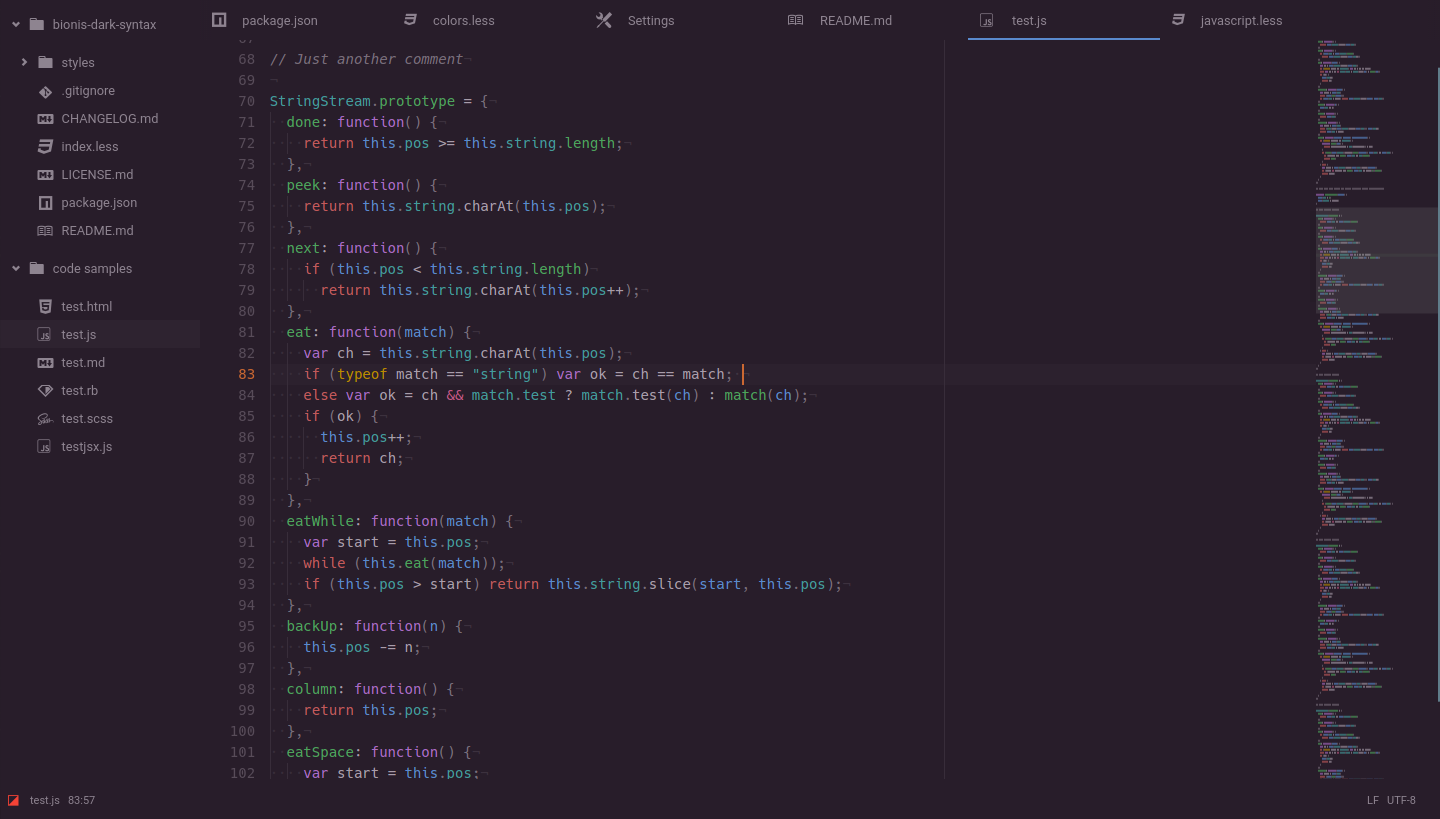 bionis-dark-syntax
styles
.gitignore
CHANGELOG.md
index.less
LICENSE.md
package.json
README.md
code samples
test.html
test.js
test.md
test.rb
test.scss
testjsx.js
package.json
colors.less
Settings
README.md
test.js
javascript.less
68 // Just another comment
69
70 StringStream.prototype = {
71 done: function() {
72 return this.pos >= this.string.length;
73 },
74 peek: function() {
75 return this.string.charAt(this.pos);
76 },
77 next: function() {
78 if (this.pos < this.string.length)
79 return this.string.charAt(this.pos++);
80 },
81 eat: function(match) {
82 var ch = this.string.charAt(this.pos);
83 if (typeof match == "string") var ok = ch == match;
84 else var ok = ch && match.test ? match.test(ch) : match(ch);
85 if (ok) {
86 this.pos++;
87 return ch;
88 }
89 },
90 eatWhile: function(match) {
91 var start = this.pos;
92 while (this.eat(match));
93 if (this.pos > start) return this.string.slice(start, this.pos);
94 },
95 backUp: function(n) {
96 this.pos -= n;
97 },
98 column: function() {
99 return this.pos;
100 },
101 eatSpace: function() {
102 var start = this.pos;
test.js 83:57
LF UTF-8